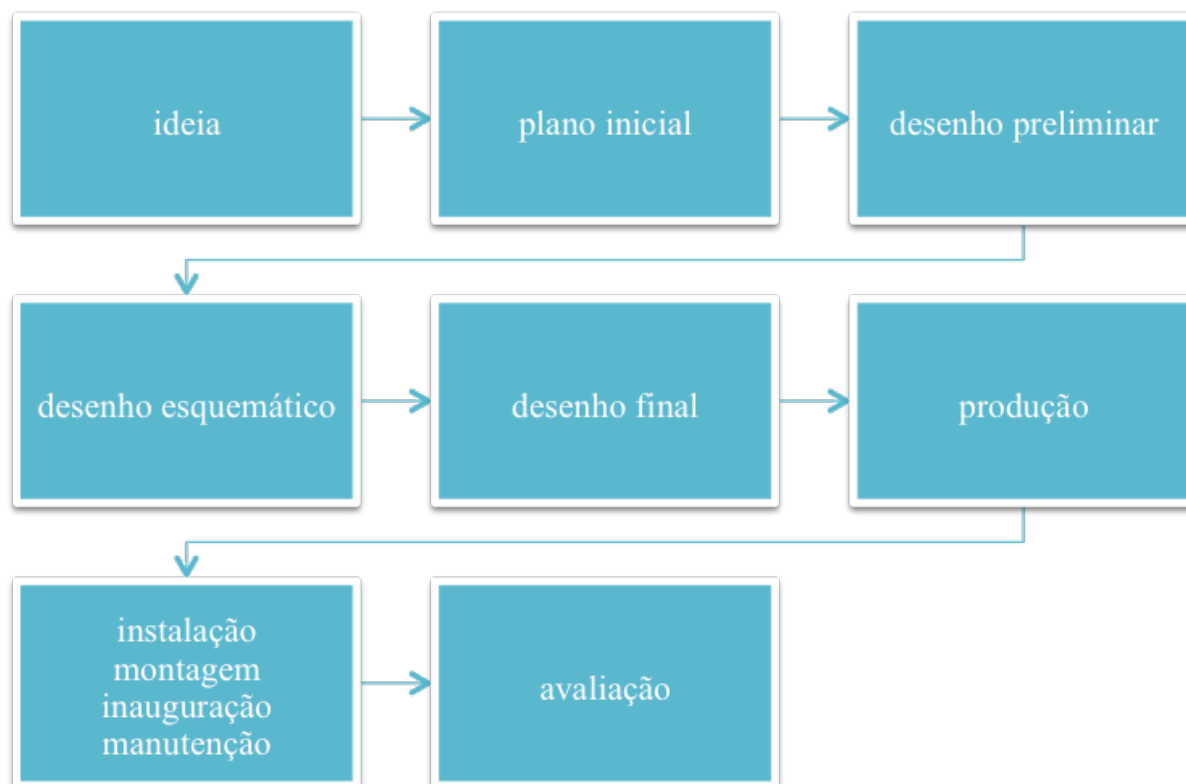 ideia
plano inicial
desenho preliminar
desenho esquemático
desenho final
produção
instalação
montagem
inauguração
manutenção
avaliação